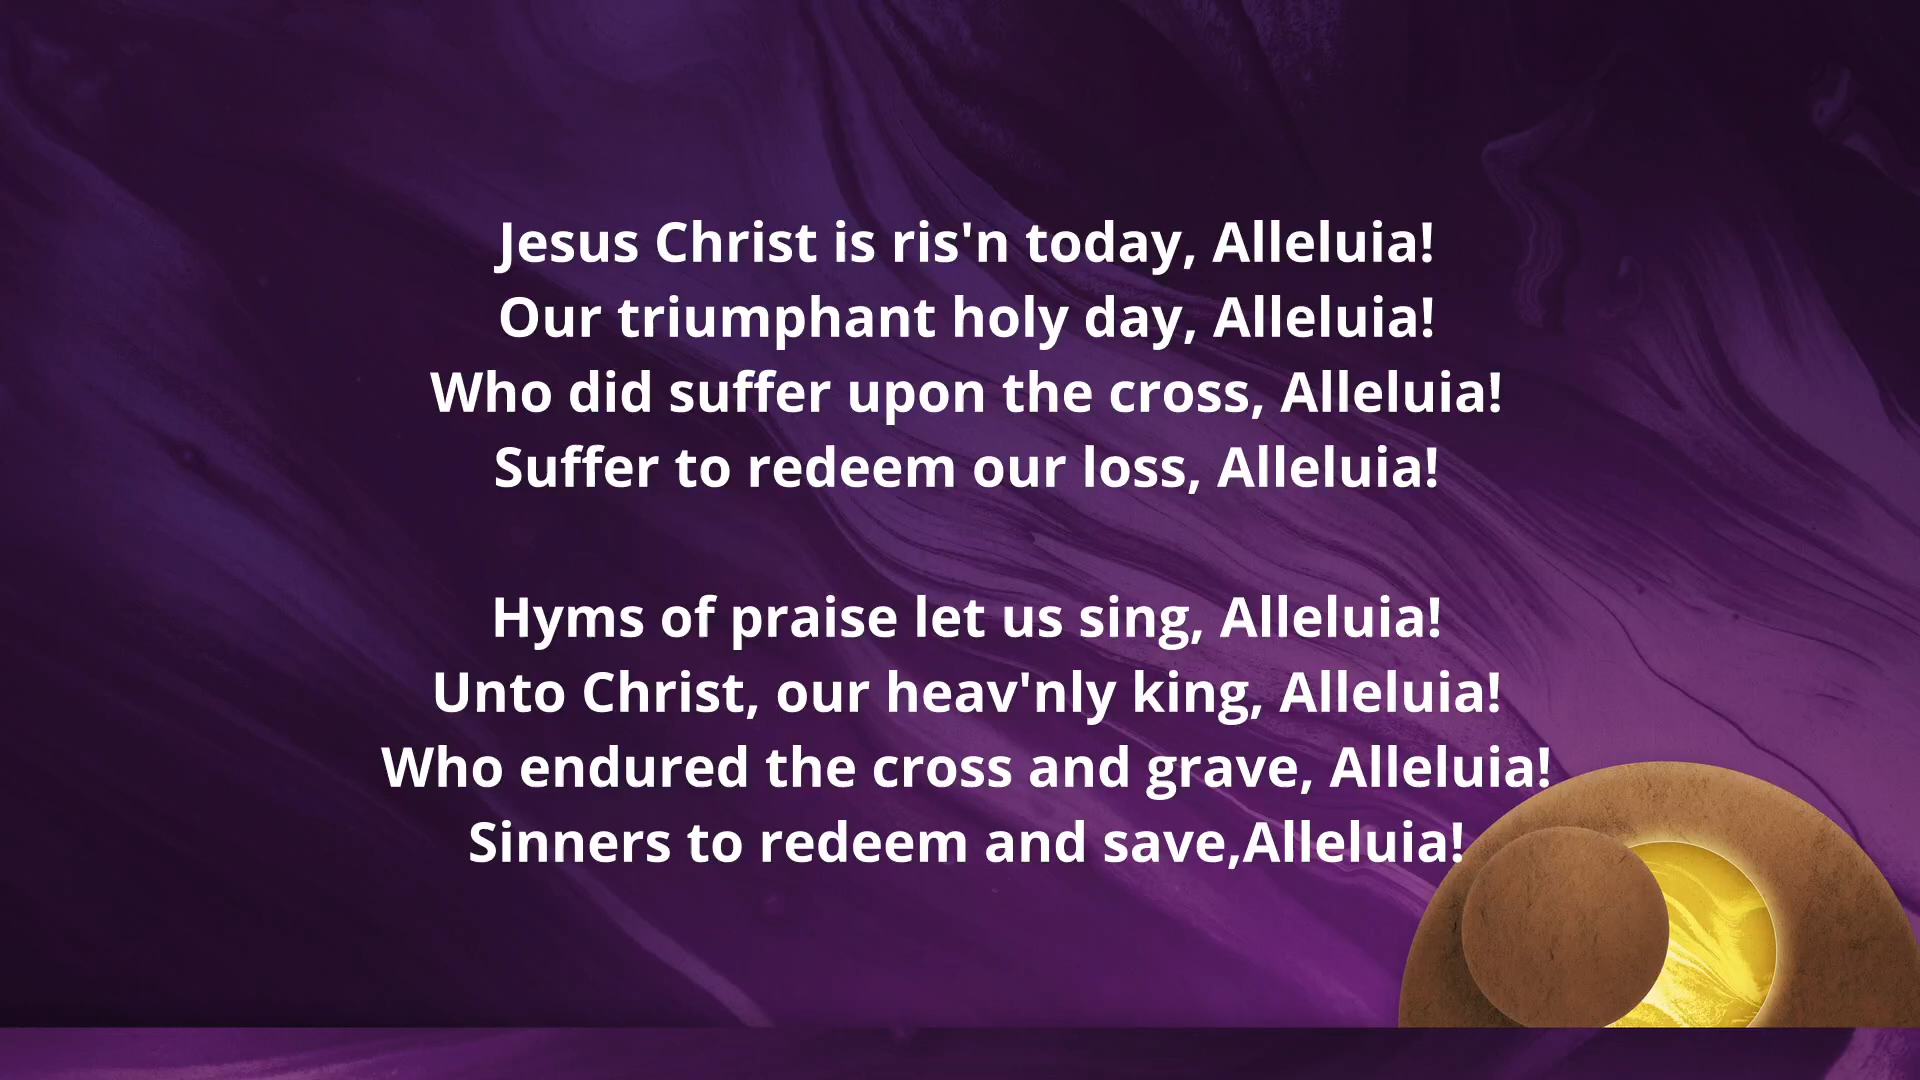 Jesus Christ is ris'n today, Alleluia!
Our triumphant holy day, Alleluia!
Who did suffer upon the cross, Alleluia!
Suffer to redeem our loss, Alleluia!
Hyms of praise let us sing, Alleluia!
Unto Christ, our heav'nly king, Alleluia!
Who endured the cross and grave, Alleluia!
Sinners to redeem and save,Alleluia!